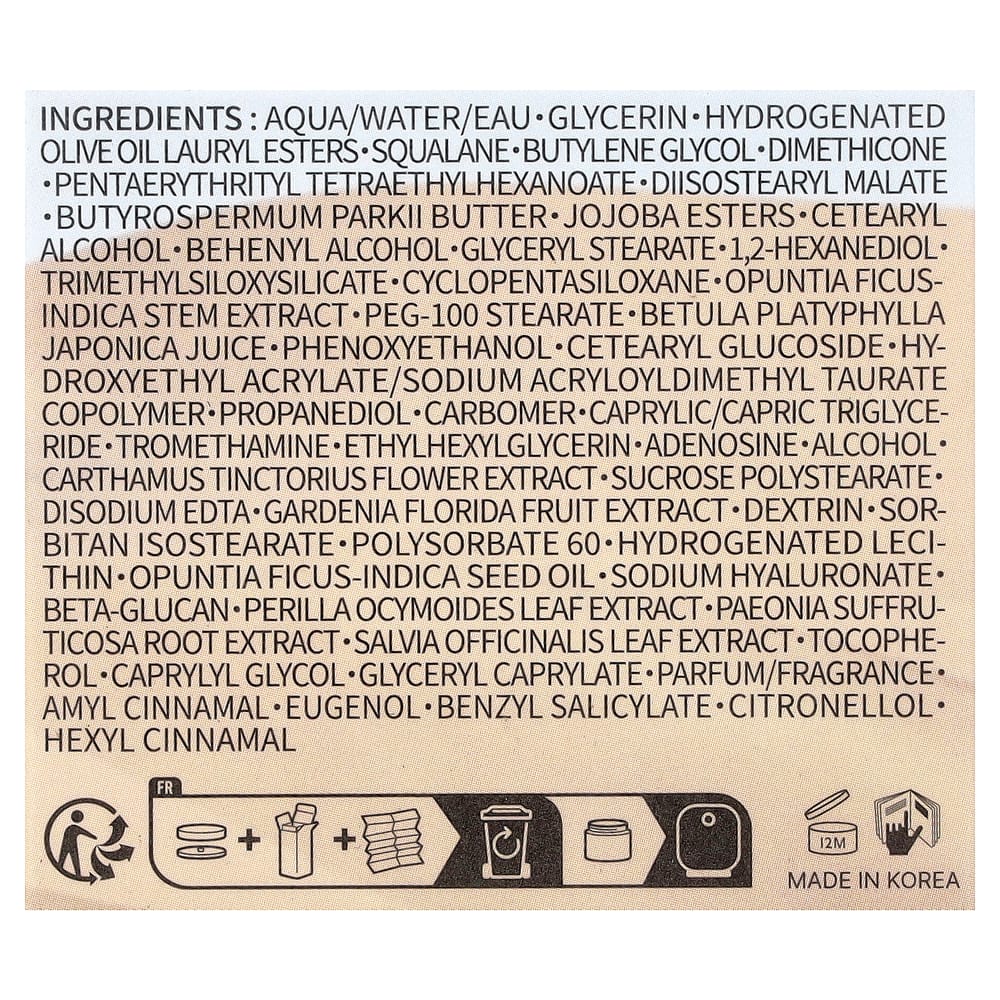 INGREDIENTS : AQUA/WATER/EAU•GLYCERIN•HYDROGENATED
OLIVE OIL LAURYL ESTERS•SQUALANE•BUTYLENE GLYCOL•DIMETHICONE
•PENTAERYTHRITYL TETRAETHYLHEXANOATE•DIISOSTEARYL MALATE
•BUTYROSPERMUM PARKII BUTTER•JOJOBA ESTERS•CETEARYL
ALCOHOL•BEHENYL ALCOHOL•GLYCERYL STEARATE•1,2-HEXANEDIOL•
TRIMETHYLSILOXYSILICATE•CYCLOPENTASILOXANE•OPUNTIA FICUS-
INDICA STEM EXTRACT•PEG-100 STEARATE•BETULA PLATYPHYLLA
JAPONICA JUICE•PHENOXYETHANOL•CETEARYL GLUCOSIDE•HY-
DROXYETHYL ACRYLATE/SODIUM ACRYLOYLDIMETHYL TAURATE
COPOLYMER•PROPANEDIOL•CARBOMER•CAPRYLIC/CAPRIC TRIGLYCE-
RIDE•TROMETHAMINE•ETHYLHEXYLGLYCERIN•ADENOSINE•ALCOHOL•
CARTHAMUS TINCTORIUS FLOWER EXTRACT•SUCROSE POLYSTEARATE•
DISODIUM EDTA•GARDENIA FLORIDA FRUIT EXTRACT•DEXTRIN•SOR-
BITAN ISOSTEARATE•POLYSORBATE 60•HYDROGENATED LECI-
THIN•OPUNTIA FICUS-INDICA SEED OIL•SODIUM HYALURONATE•
BETA-GLUCAN•PERILLA OCYMOIDES LEAF EXTRACT•PAEONIA SUFFRU-
TICOSA ROOT EXTRACT•SALVIA OFFICINALIS LEAF EXTRACT•TOCOPHE-
ROL•CAPRYLYL GLYCOL•GLYCERYL CAPRYLATE•PARFUM/FRAGRANCE•
AMYL CINNAMAL•EUGENOL•BENZYL SALICYLATE•CITRONELLOL•
HEXYL CINNAMAL
FR
+
+
12M
MADE IN KOREA